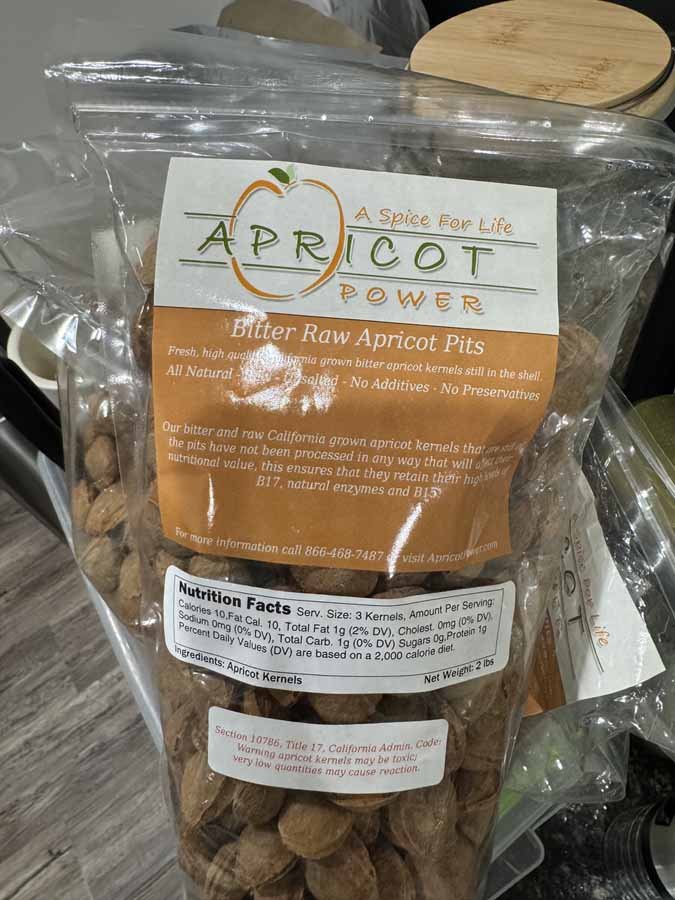 A Spice For Life
APRICOT
POWER
Bitter Raw Apricot Pits
Fresh, high quality California grown bitter apricot kernels still in the shell.
All Natural - - Unsalted - No Additives - No Preservatives
Our bitter and raw California grown apricot kernels that are still
the pits have not been processed in any way that will affect
nutritional value, this ensures that they retain their high levels of
B17, natural enzymes and B15
For more information call 866-468-7487 or visit ApricotPower.com
Nutrition Facts Serv. Size: 3 Kernels, Amount Per Serving:
Calories 10,Fat Cal. 10, Total Fat 1g (2% DV), Cholest. 0mg (0% DV),
Sodium 0mg (0% DV), Total Carb. 1g (0% DV) Sugars 0g,Protein 1g
Percent Daily Values (DV) are based on a 2,000 calorie diet.
Ingredients: Apricot Kernels
Net Weight: 2 lbs
Section 10786, Title 17, California Admin. Code:
Warning apricot kernels may be toxic;
very low quantities may cause reaction.
Life
COT